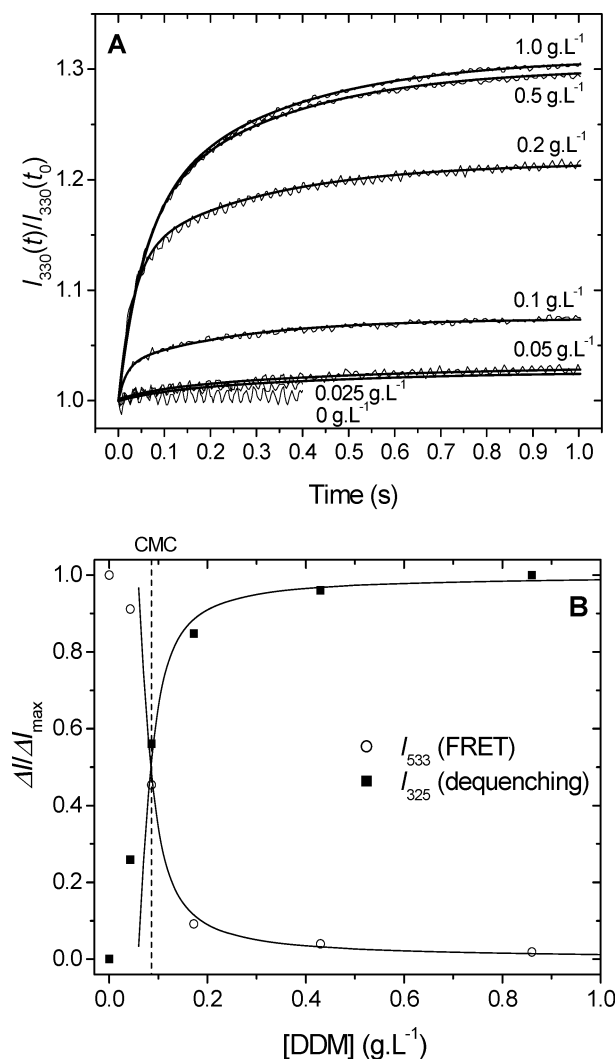 A
1.3
1.2
1.1
1.0
I330(t)/I330(t0)
1.0 g.L-1
0.5 g.L-1
0.2 g.L-1
0.1 g.L-1
0.05 g.L-1
0.025 g.L-1
0 g.L-1
0.0 0.1 0.2 0.3 0.4 0.5 0.6 0.7 0.8 0.9 1.0
Time (s)
CMC
B
1.0
0.8
0.6
0.4
0.2
0.0
ΔI/ΔImax
I533 (FRET)
I325 (dequenching)
0.0 0.2 0.4 0.6 0.8 1.0
[DDM] (g.L-1)